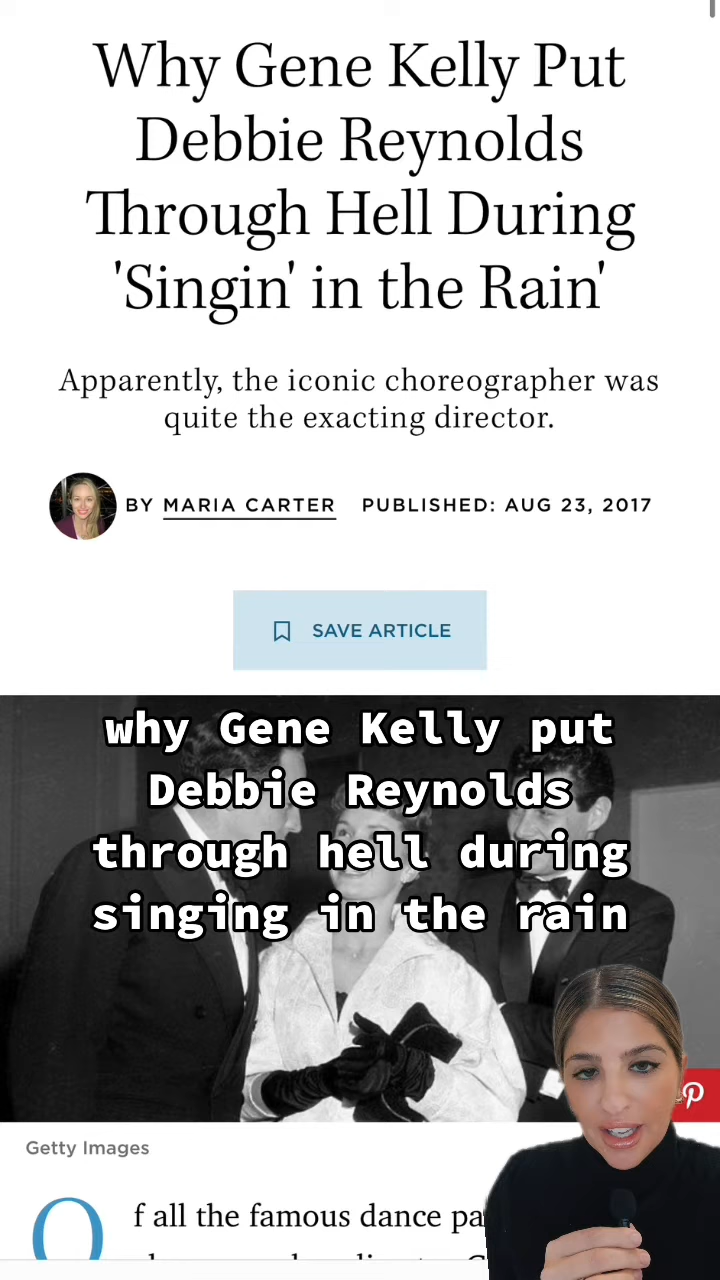 Why Gene Kelly Put
Debbie Reynolds
Through Hell During
'Singin' in the Rain'
Apparently, the iconic choreographer was
quite the exacting director.
BY MARIA CARTER PUBLISHED: AUG 23, 2017
SAVE ARTICLE
why Gene Kelly put
Debbie Reynolds
through hell during
singing in the rain
Getty Images
Of all the famous dance